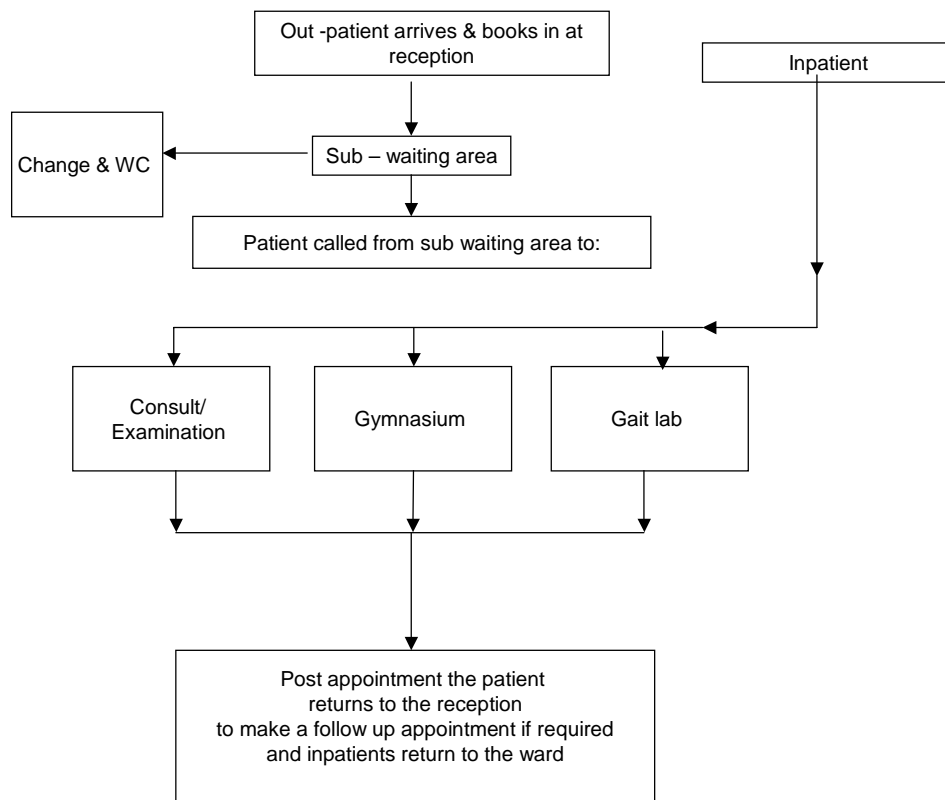 Out -patient arrives & books in at
reception
Inpatient
Change & WC
Sub – waiting area
Patient called from sub waiting area to:
Consult/
Examination
Gymnasium
Gait lab
Post appointment the patient
returns to the reception
to make a follow up appointment if required
and inpatients return to the ward